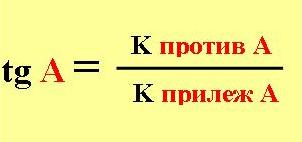 К против А
tg А =
К прилеж А